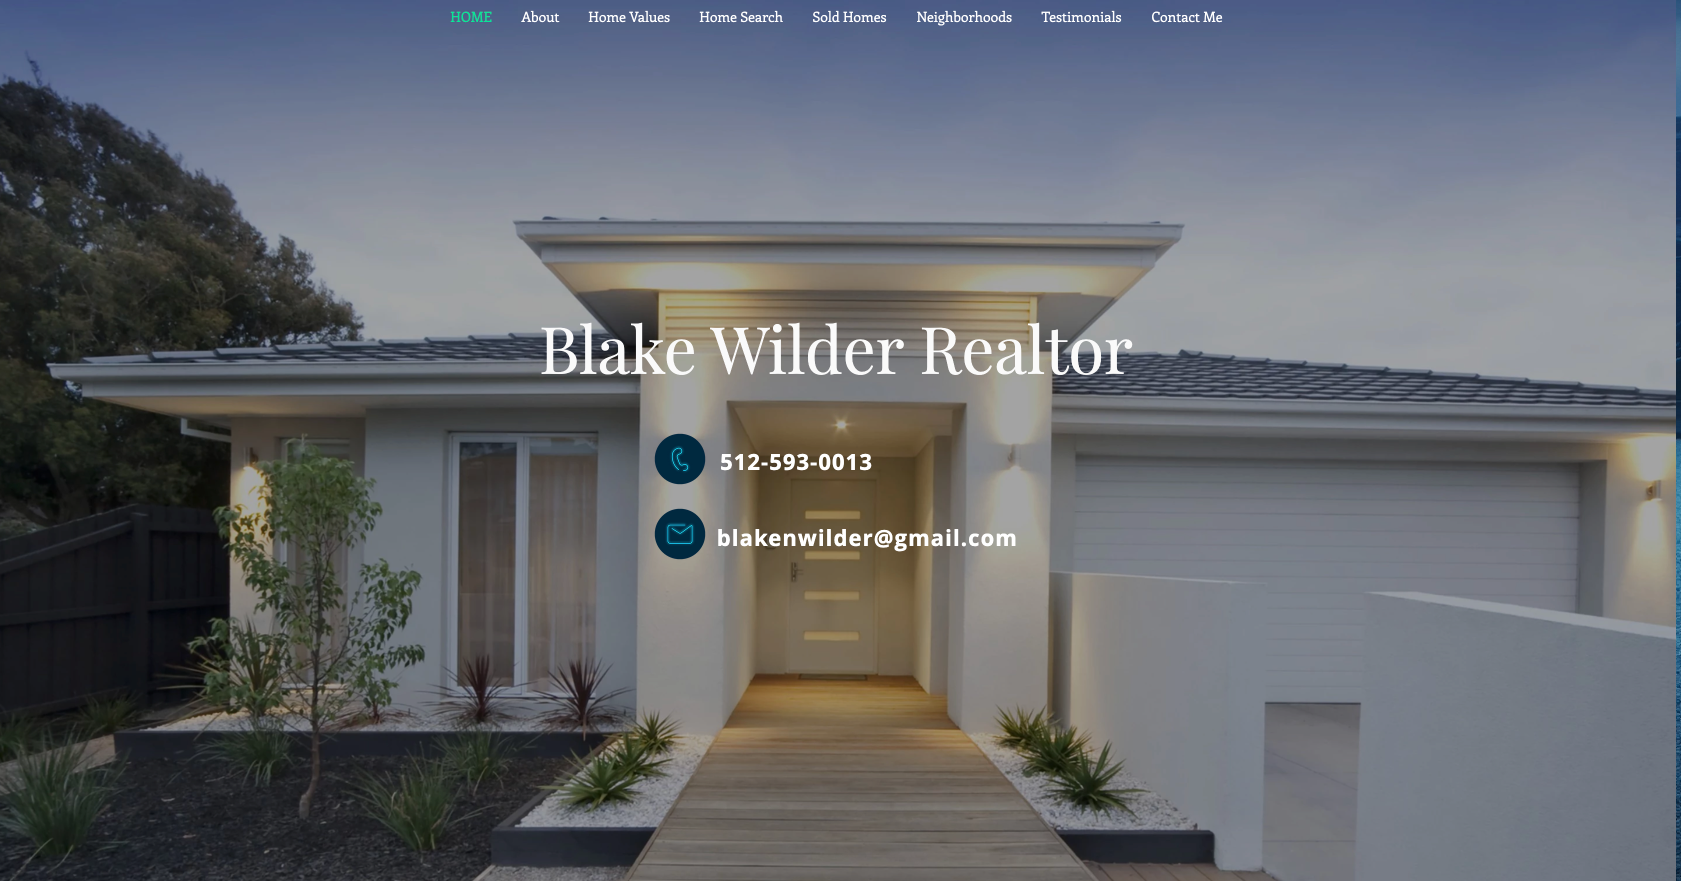 HOME About Home Values Home Search Sold Homes Neighborhoods Testimonials Contact Me
Blake Wilder Realtor
512-593-0013
blakenwilder@gmail.com